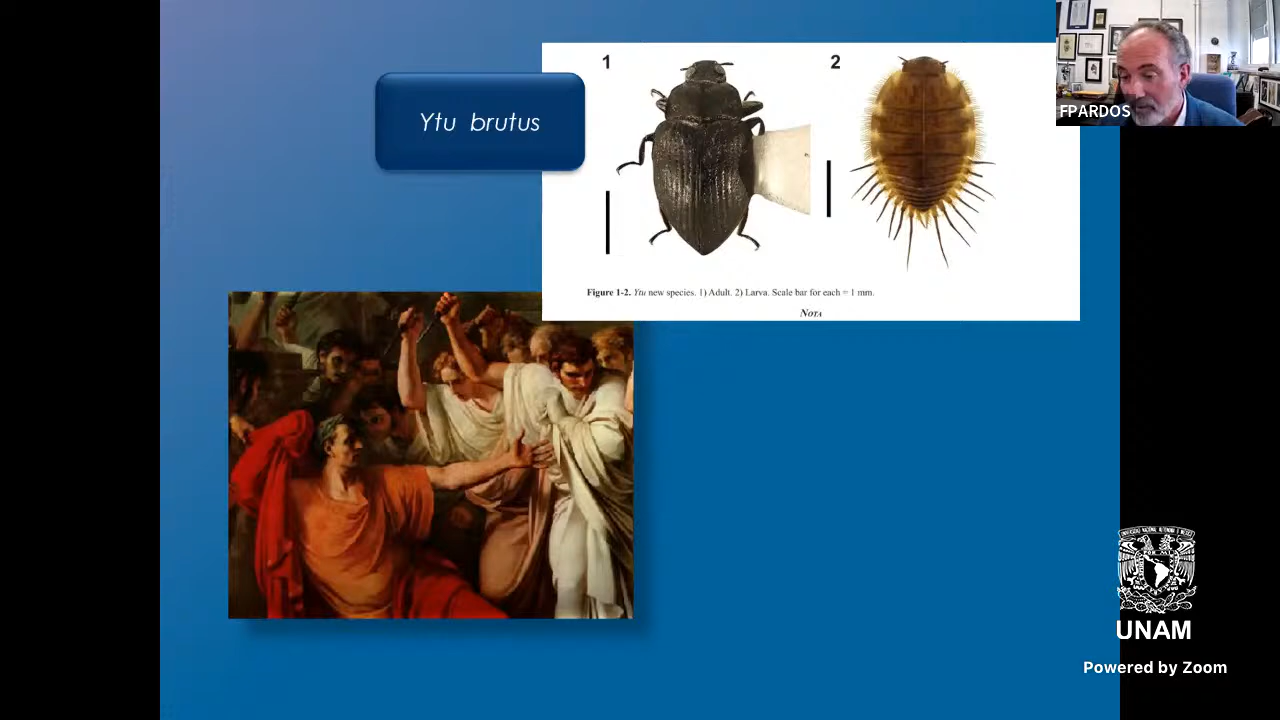 Ytu brutus
1
2
Figure 1-2. Ytu new species. 1) Adult. 2) Larva. Scale bar for each = 1 mm.
NOTA
FPARDOS
UNAM
Powered by Zoom